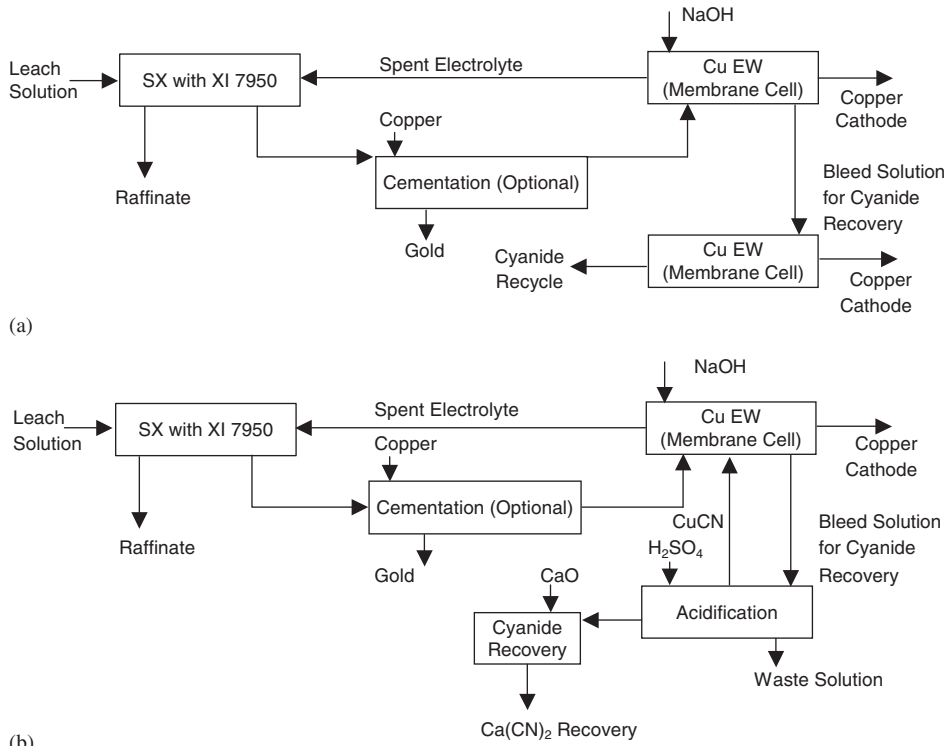 NaOH
Leach
Solution
SX with XI 7950
Spent Electrolyte
Cu EW
(Membrane Cell)
Copper
Cathode
Copper
Cementation (Optional)
Raffinate
Gold
Bleed Solution
for Cyanide
Recovery
Cyanide
Recycle
Cu EW
(Membrane Cell)
Copper
Cathode
(a)
NaOH
Leach
Solution
SX with XI 7950
Spent Electrolyte
Cu EW
(Membrane Cell)
Copper
Cathode
Copper
Cementation (Optional)
Raffinate
Gold
CuCN
H₂SO₄
Bleed Solution
for Cyanide
Recovery
CaO
Acidification
Cyanide
Recovery
Waste Solution
Ca(CN)₂ Recovery
(b)